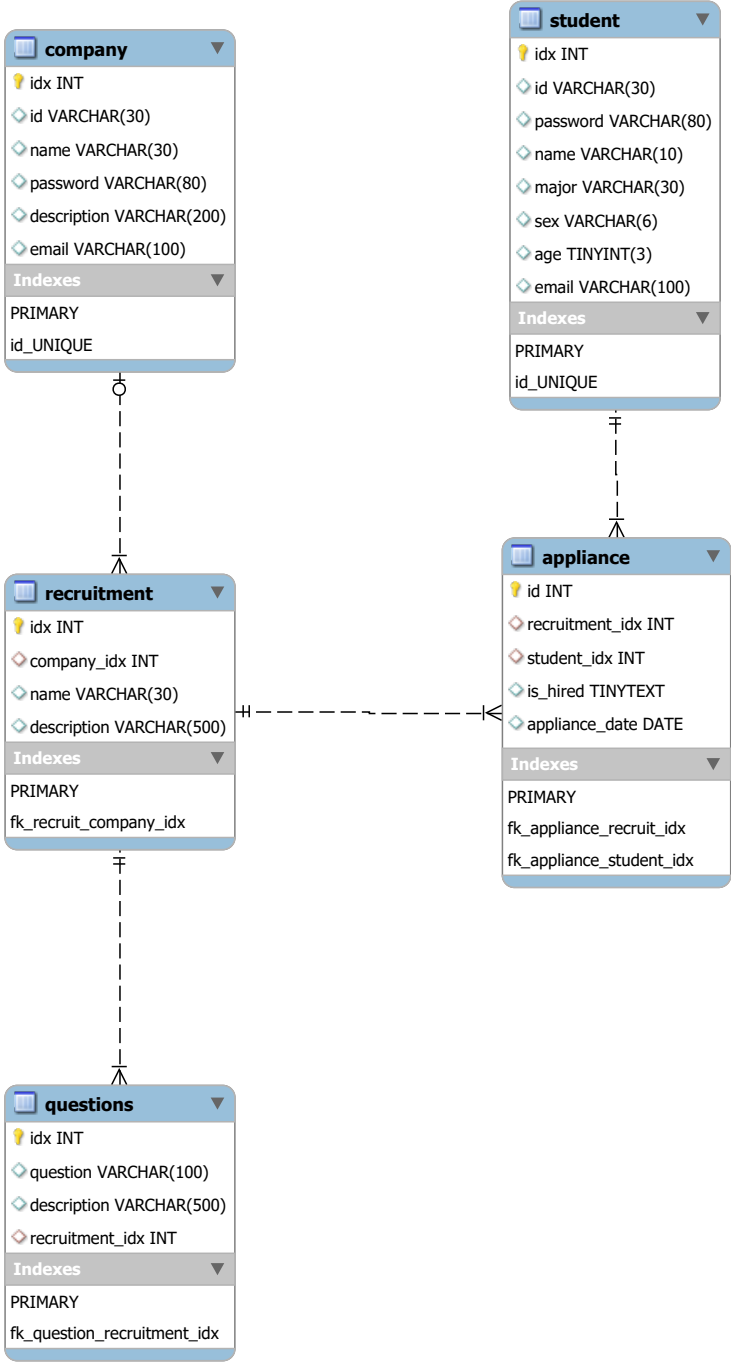 company
idx INT
id VARCHAR(30)
name VARCHAR(30)
password VARCHAR(80)
description VARCHAR(200)
email VARCHAR(100)
Indexes
PRIMARY
id_UNIQUE
student
idx INT
id VARCHAR(30)
password VARCHAR(80)
name VARCHAR(10)
major VARCHAR(30)
sex VARCHAR(6)
age TINYINT(3)
email VARCHAR(100)
Indexes
PRIMARY
id_UNIQUE
recruitment
idx INT
company_idx INT
name VARCHAR(30)
description VARCHAR(500)
Indexes
PRIMARY
fk_recruit_company_idx
appliance
id INT
recruitment_idx INT
student_idx INT
is_hired TINYTEXT
appliance_date DATE
Indexes
PRIMARY
fk_appliance_recruit_idx
fk_appliance_student_idx
questions
idx INT
question VARCHAR(100)
description VARCHAR(500)
recruitment_idx INT
Indexes
PRIMARY
fk_question_recruitment_idx